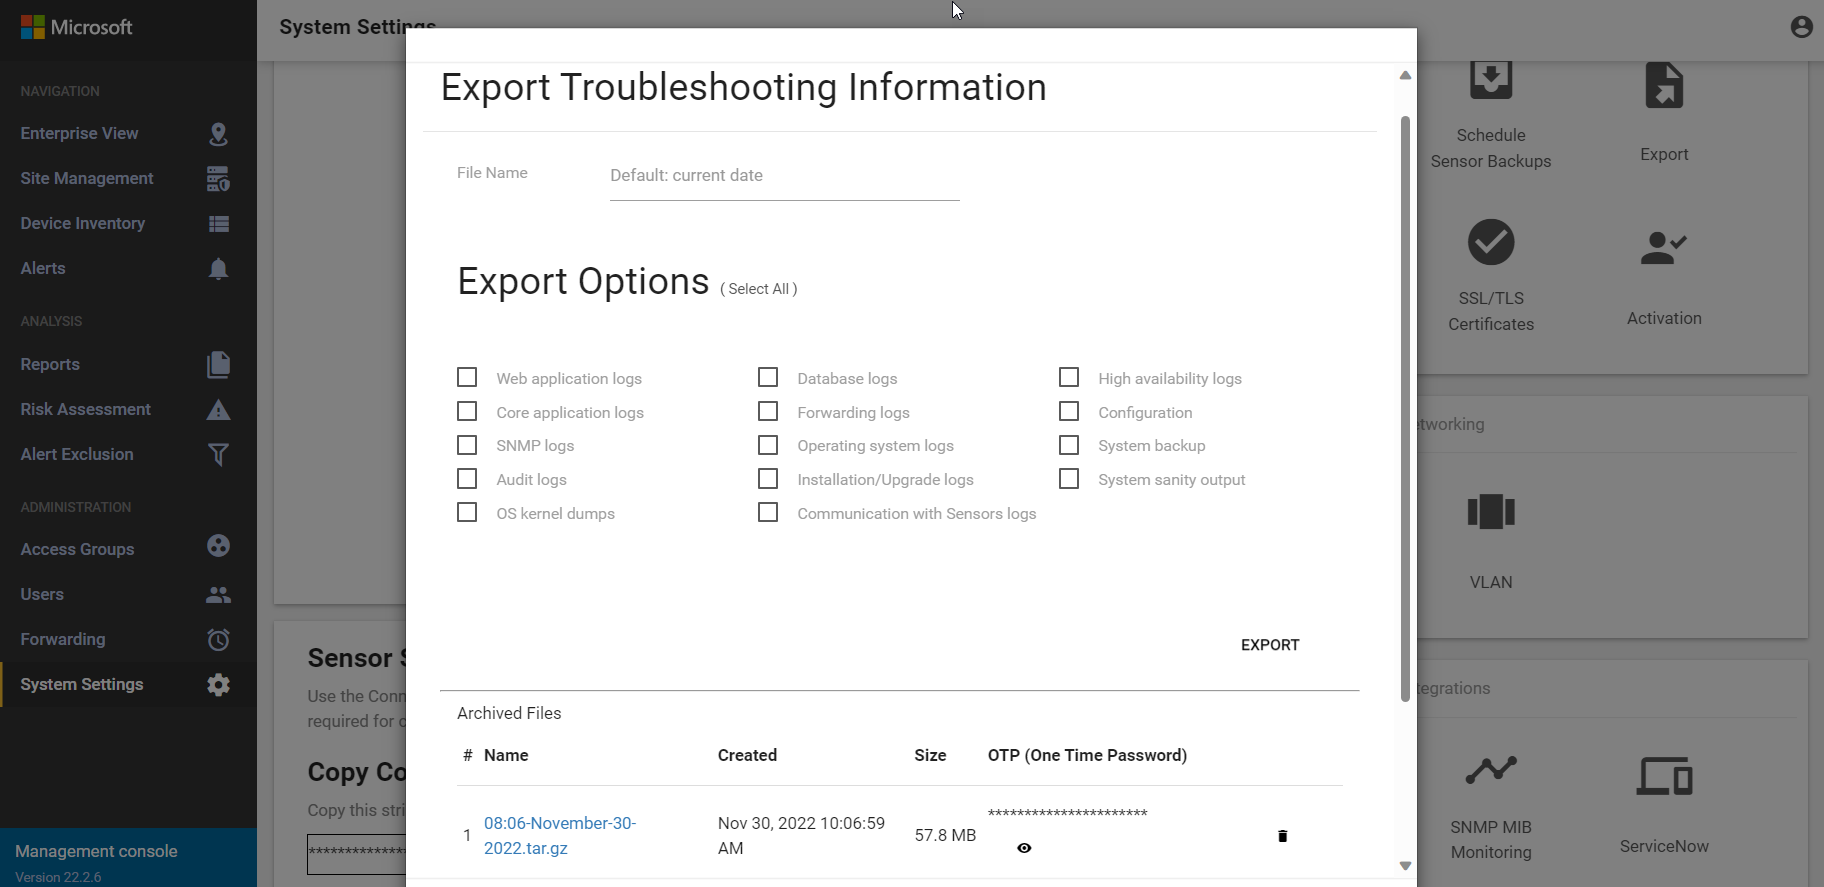 Microsoft
System Settings
NAVIGATION
Enterprise View
Site Management
Device Inventory
Alerts
ANALYSIS
Reports
Risk Assessment
Alert Exclusion
ADMINISTRATION
Access Groups
Users
Forwarding
System Settings
Management console
Version 22.2.6
Sensor S
Use the Conn
required for c
Copy Co
Copy this stri
**************
Export Troubleshooting Information
File Name
Default: current date
Export Options ( Select All )
Web application logs
Database logs
High availability logs
Core application logs
Forwarding logs
Configuration
SNMP logs
Operating system logs
System backup
Audit logs
Installation/Upgrade logs
System sanity output
OS kernel dumps
Communication with Sensors logs
EXPORT
Archived Files
# Name Created Size OTP (One Time Password)
1 08:06-November-30-
2022.tar.gz
Nov 30, 2022 10:06:59
AM
57.8 MB
**********************
Schedule
Sensor Backups
Export
SSL/TLS
Certificates
Activation
etworking
VLAN
tegrations
SNMP MIB
Monitoring
ServiceNow